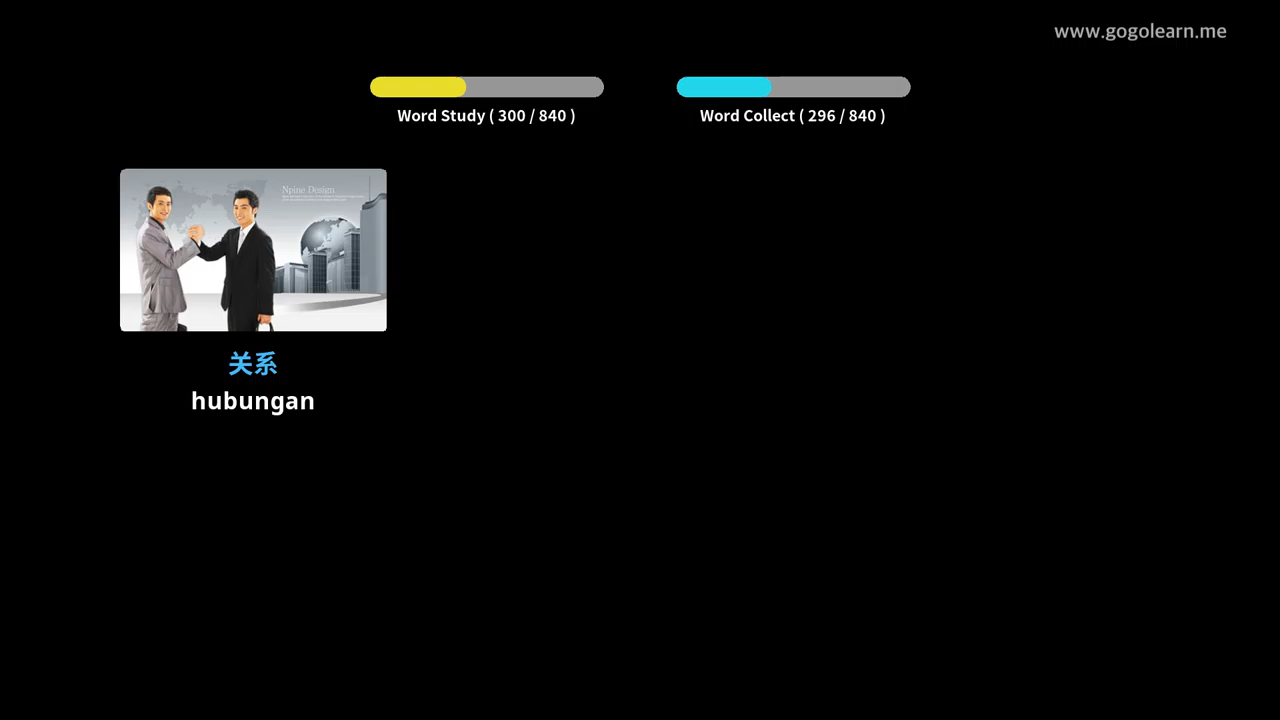 www.gogolearn.me
Word Study ( 300 / 840 )
Word Collect ( 296 / 840 )
Npine Design
关系
hubungan